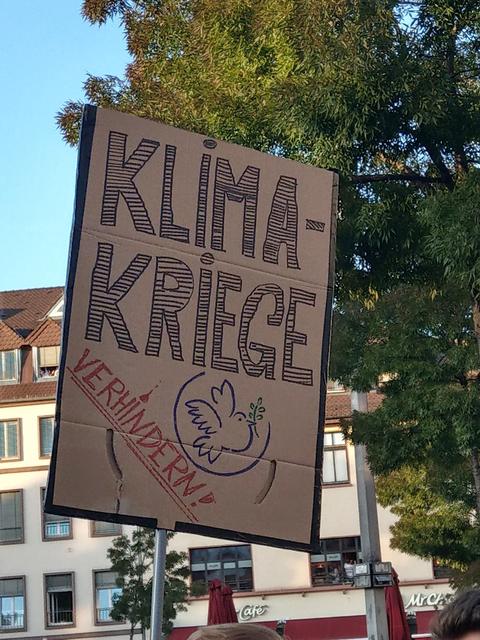 KLIMA-
KRIEGE
VERHINDERN!
Café